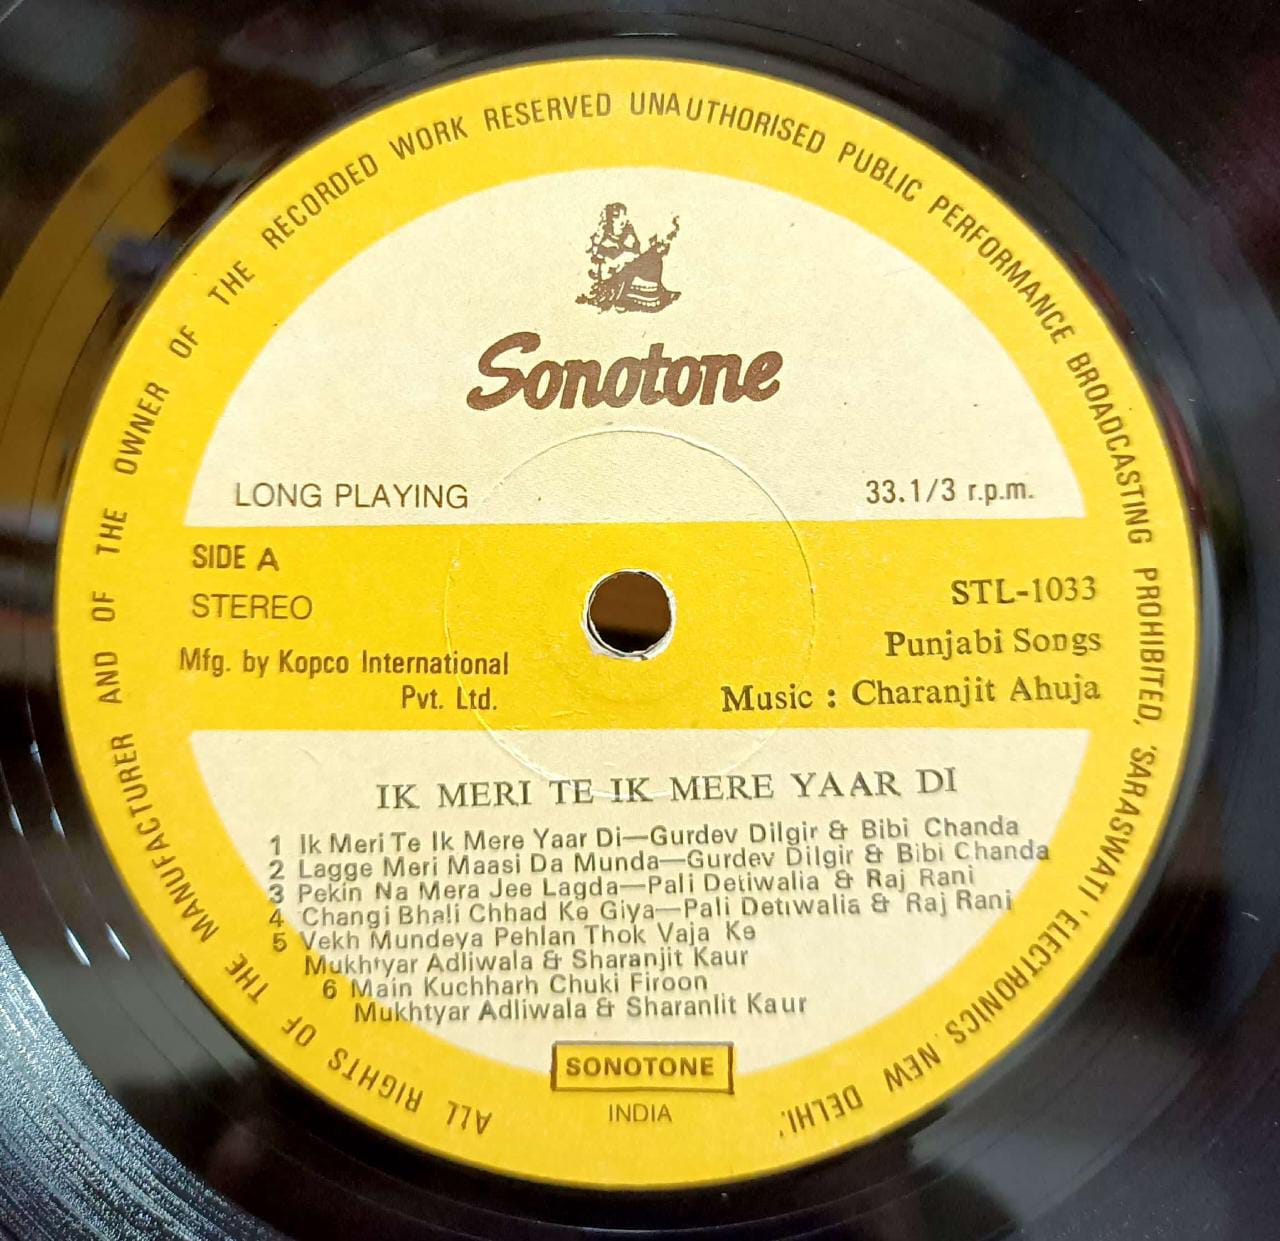 ALL RIGHTS OF THE MANUFACTURER AND OF THE OWNER OF THE RECORDED WORK RESERVED UNAUTHORISED PUBLIC PERFORMANCE BROADCASTING PROHIBITED, 'SARASWATI' ELECTRONICS. NEW DELHI.
Sonotone
LONG PLAYING
33.1/3 r.p.m.
SIDE A
STEREO
Mfg. by Kopco International
Pvt. Ltd.
STL-1033
Punjabi Songs
Music : Charanjit Ahuja
IK MERI TE IK MERE YAAR DI
1 Ik Meri Te Ik Mere Yaar Di—Gurdev Dilgir & Bibi Chanda
2 Lagge Meri Maasi Da Munda—Gurdev Dilgir & Bibi Chanda
3 Pekin Na Mera Jee Lagda—Pali Detiwalia & Raj Rani
4 Changi Bhali Chhad Ke Giya—Pali Detiwalia & Raj Rani
5 Vekh Mundeya Pehlan Thok Vaja Ke
Mukhtyar Adliwala & Sharanjit Kaur
6 Main Kuchharh Chuki Firoon
Mukhtyar Adliwala & Sharanlit Kaur
SONOTONE
INDIA